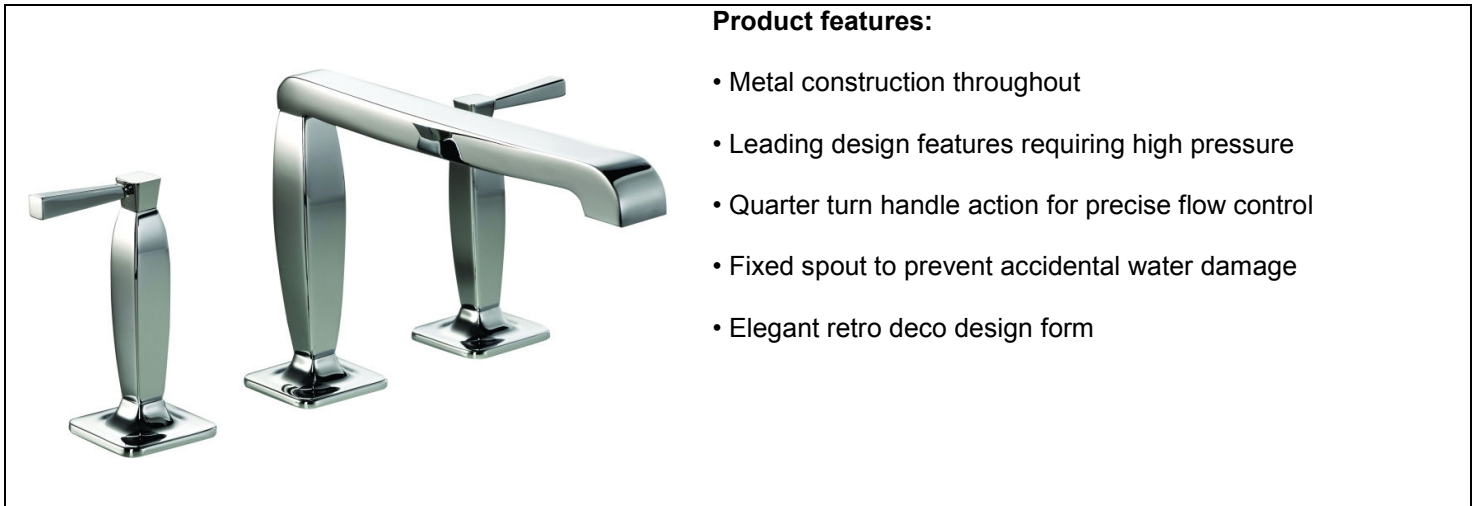 Product features:
• Metal construction throughout
• Leading design features requiring high pressure
• Quarter turn handle action for precise flow control
• Fixed spout to prevent accidental water damage
• Elegant retro deco design form